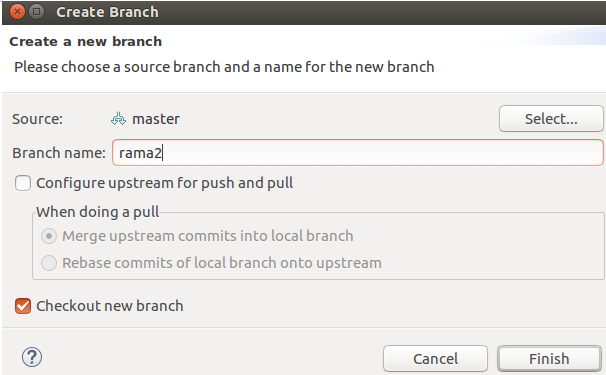 Create Branch
Create a new branch
Please choose a source branch and a name for the new branch
Source: master Select...
Branch name: rama2
Configure upstream for push and pull
When doing a pull
Merge upstream commits into local branch
Rebase commits of local branch onto upstream
Checkout new branch
? Cancel Finish